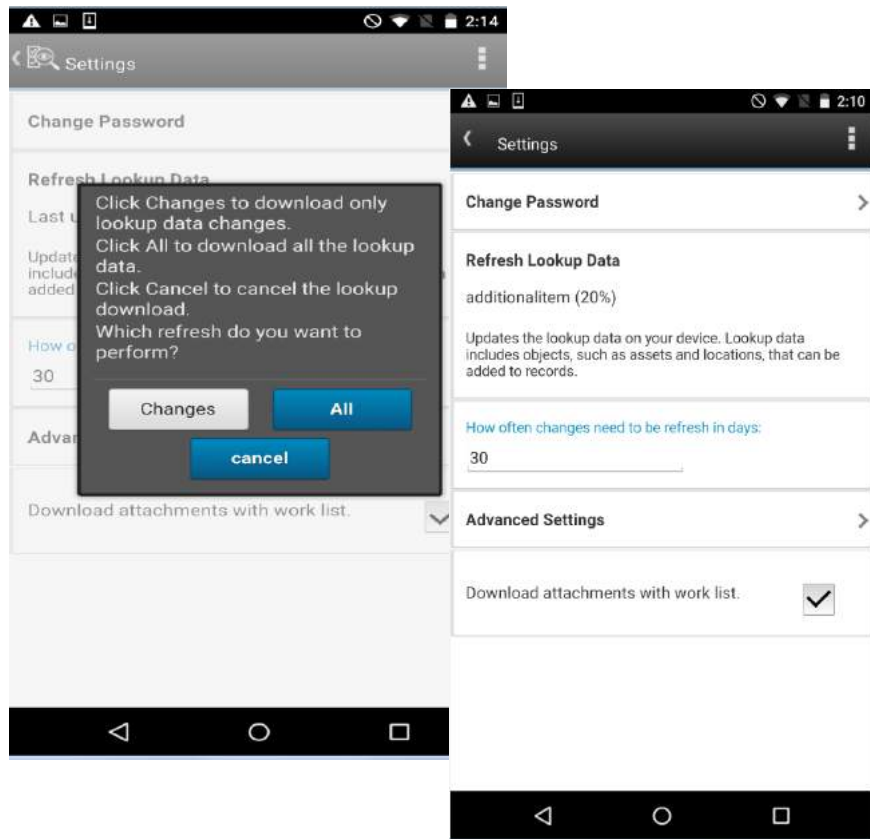 2:14
Settings
Change Password
Refresh Lookup Data
Last u
Update
include
added
Click Changes to download only
lookup data changes.
Click All to download all the lookup
data.
Click Cancel to cancel the lookup
download.
Which refresh do you want to
perform?
Changes
All
cancel
How o
30
Advan
Download attachments with work list.
2:10
Settings
Change Password
Refresh Lookup Data
additionalitem (20%)
Updates the lookup data on your device. Lookup data
includes objects, such as assets and locations, that can be
added to records.
How often changes need to be refresh in days:
30
Advanced Settings
Download attachments with work list.